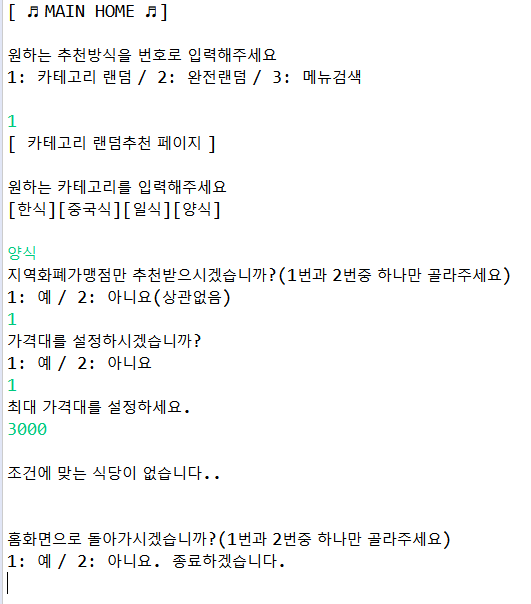 [ ♬MAIN HOME ♬]
원하는 추천방식을 번호로 입력해주세요
1: 카테고리 랜덤 / 2: 완전랜덤 / 3: 메뉴검색
1
[ 카테고리 랜덤추천 페이지 ]
원하는 카테고리를 입력해주세요
[한식][중국식][일식][양식]
양식
지역화폐가맹점만 추천받으시겠습니까?(1번과 2번중 하나만 골라주세요)
1: 예 / 2: 아니요(상관없음)
1
가격대를 설정하시겠습니까?
1: 예 / 2: 아니요
1
최대 가격대를 설정하세요.
3000
조건에 맞는 식당이 없습니다..
홈화면으로 돌아가시겠습니까?(1번과 2번중 하나만 골라주세요)
1: 예 / 2: 아니요. 종료하겠습니다.